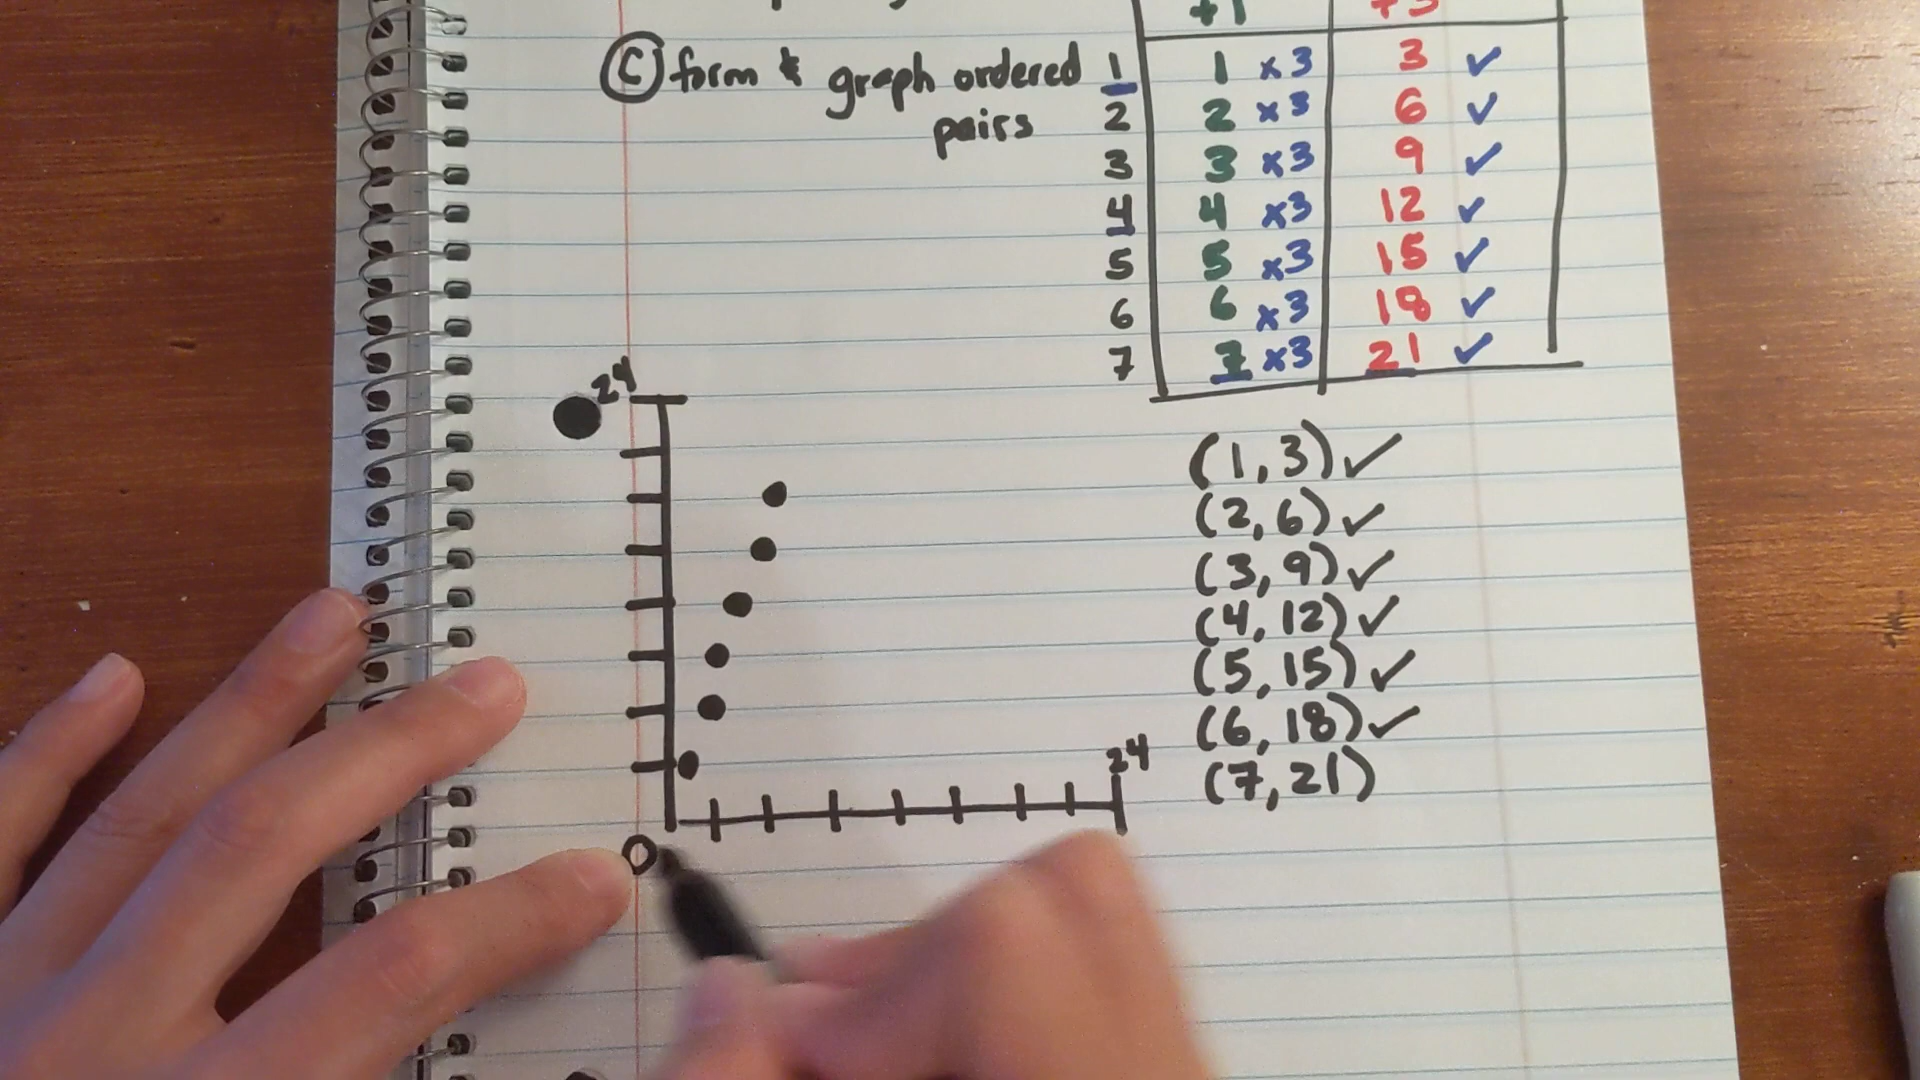 +1 +3
(C) form & graph ordered pairs
1 1 x3 3 ✓
2 2 x3 6 ✓
3 3 x3 9 ✓
4 4 x3 12 ✓
5 5 x3 15 ✓
6 6 x3 18 ✓
7 7 x3 21 ✓
24
(1,3) ✓
(2,6) ✓
(3,9) ✓
(4,12) ✓
(5,15) ✓
(6,18) ✓
(7,21)
24
0